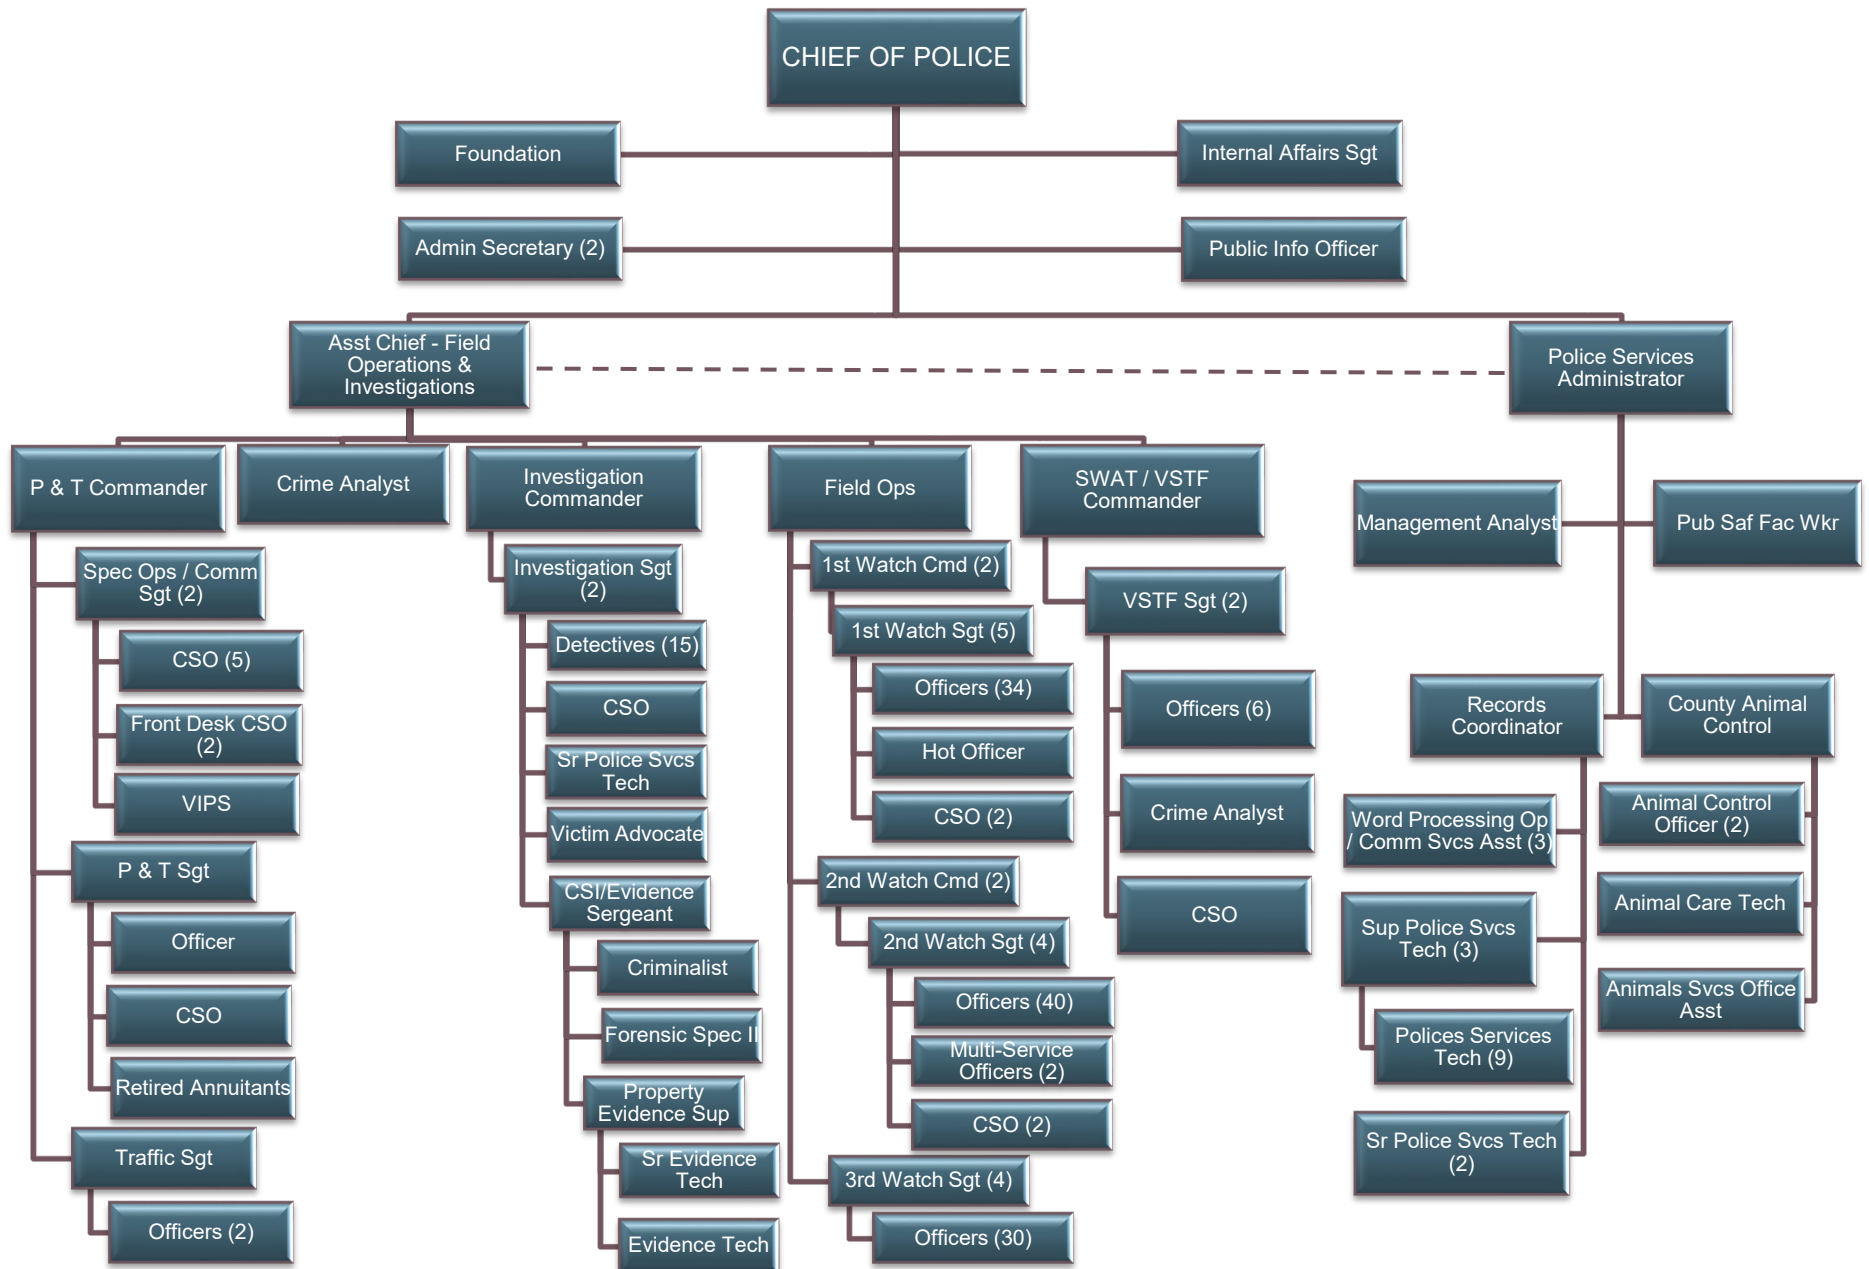 CHIEF OF POLICE
Foundation
Internal Affairs Sgt
Admin Secretary (2)
Public Info Officer
Asst Chief - Field
Operations &
Investigations
Police Services
Administrator
P & T Commander
Crime Analyst
Investigation
Commander
Field Ops
SWAT / VSTF
Commander
Management Analyst
Pub Saf Fac Wkr
Spec Ops / Comm
Sgt (2)
CSO (5)
Front Desk CSO
(2)
VIPS
P & T Sgt
Officer
CSO
Retired Annuitants
Traffic Sgt
Officers (2)
Investigation Sgt
(2)
Detectives (15)
CSO
Sr Police Svcs
Tech
Victim Advocate
CSI/Evidence
Sergeant
Criminalist
Forensic Spec II
Property
Evidence Sup
Sr Evidence
Tech
Evidence Tech
1st Watch Cmd (2)
1st Watch Sgt (5)
Officers (34)
Hot Officer
CSO (2)
2nd Watch Cmd (2)
2nd Watch Sgt (4)
Officers (40)
Multi-Service
Officers (2)
CSO (2)
3rd Watch Sgt (4)
Officers (30)
VSTF Sgt (2)
Officers (6)
Crime Analyst
CSO
Records
Coordinator
Word Processing Op
/ Comm Svcs Asst (3)
Sup Police Svcs
Tech (3)
Polices Services
Tech (9)
Sr Police Svcs Tech
(2)
County Animal
Control
Animal Control
Officer (2)
Animal Care Tech
Animals Svcs Office
Asst